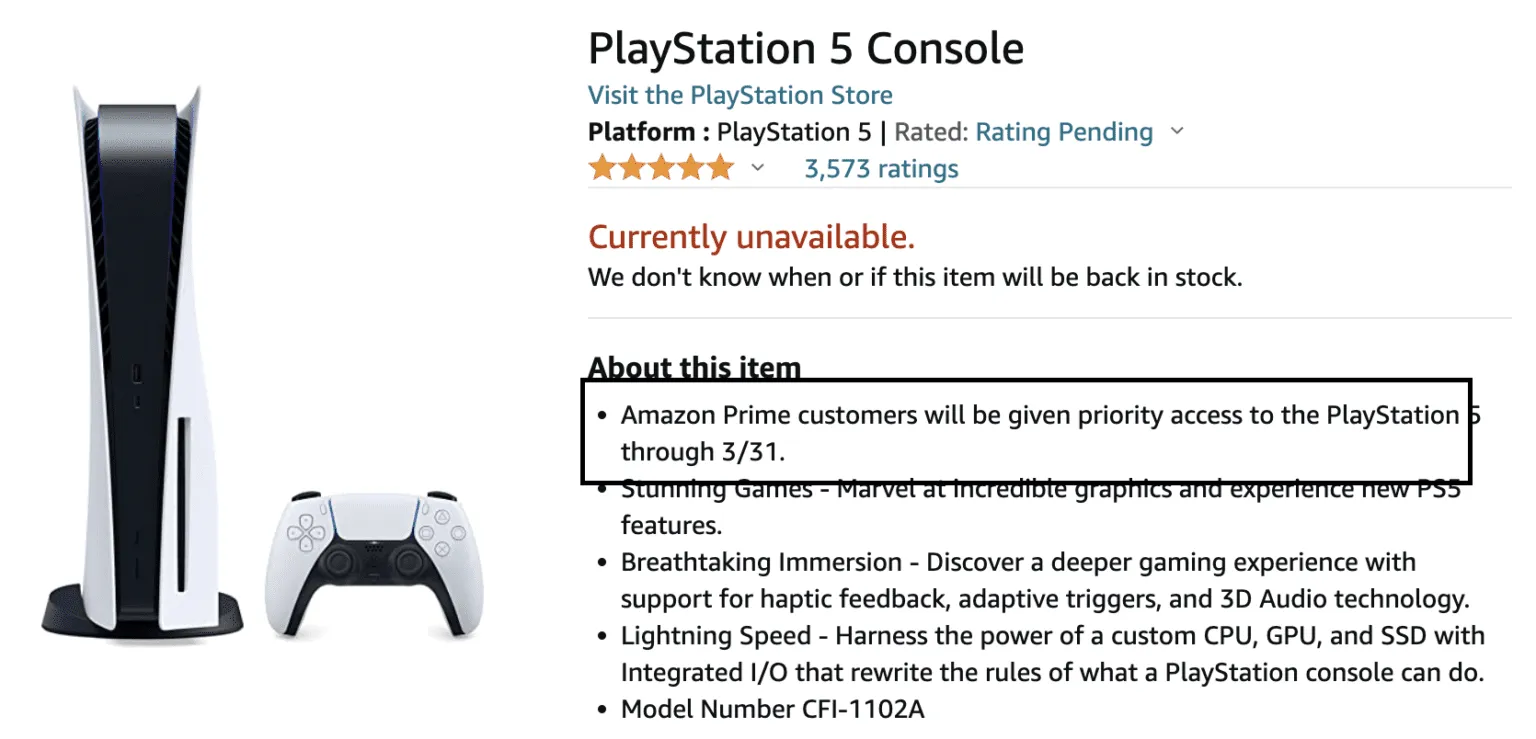 PlayStation 5 Console
Visit the PlayStation Store
Platform : PlayStation 5 | Rated: Rating Pending
3,573 ratings
Currently unavailable.
We don't know when or if this item will be back in stock.
About this item
• Amazon Prime customers will be given priority access to the PlayStation 5
through 3/31.
• Stunning Games - Marvel at incredible graphics and experience new PS5
features.
• Breathtaking Immersion - Discover a deeper gaming experience with
support for haptic feedback, adaptive triggers, and 3D Audio technology.
• Lightning Speed - Harness the power of a custom CPU, GPU, and SSD with
Integrated I/O that rewrite the rules of what a PlayStation console can do.
• Model Number CFI-1102A